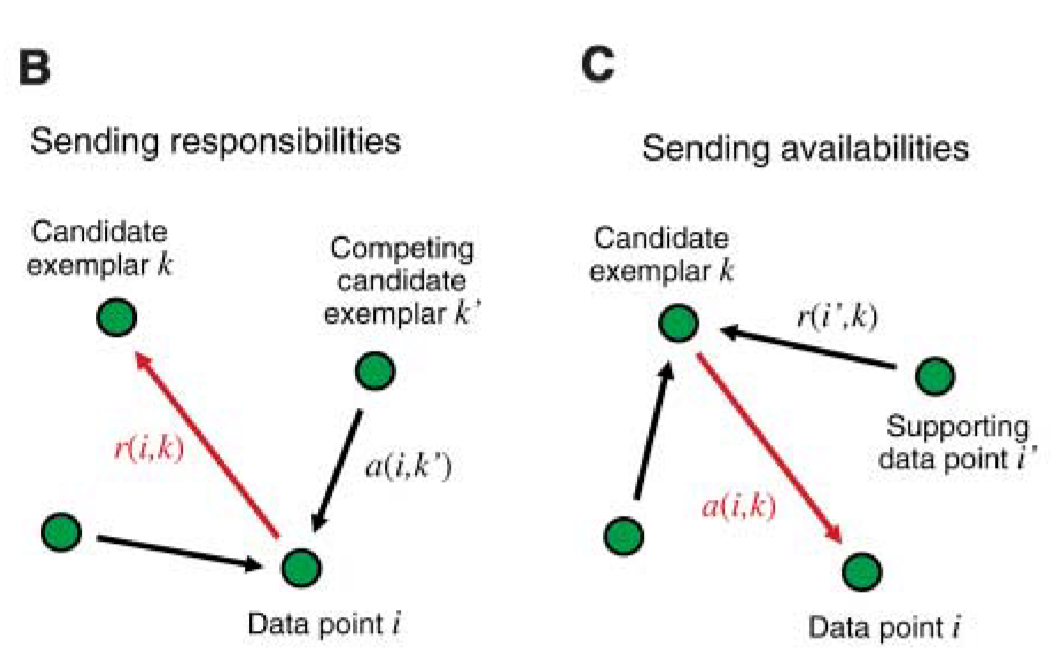 B
Sending responsibilities
Candidate
exemplar k
Competing
candidate
exemplar k’
r(i,k)
a(i,k’)
Data point i
C
Sending availabilities
Candidate
exemplar k
r(i’,k)
Supporting
data point i’
a(i,k)
Data point i